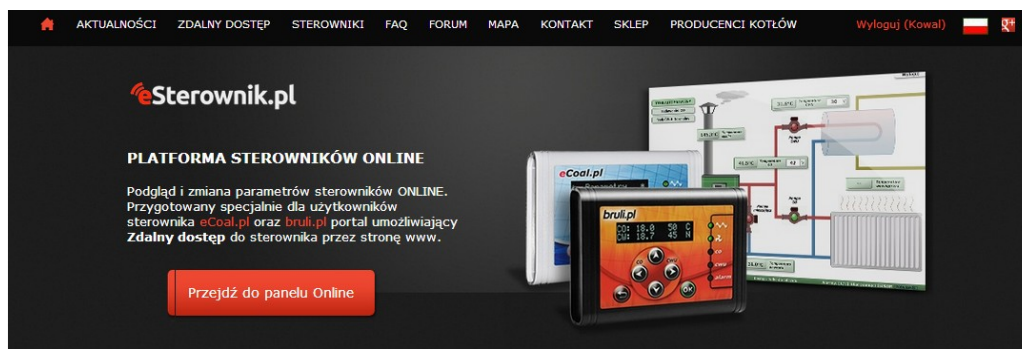 AKTUALNOŚCI ZDALNY DOSTĘP STEROWNIKI FAQ FORUM MAPA KONTAKT SKLEP PRODUCENCI KOTŁÓW Wyloguj (Kowal)
eSterownik.pl
PLATFORMA STEROWNIKÓW ONLINE
Podgląd i zmiana parametrów sterowników ONLINE.
Przygotowany specjalnie dla użytkowników
sterownika eCoal.pl oraz bruli.pl portal umożliwiający
Zdalny dostęp do sterownika przez stronę www.
Przejdź do panelu Online
eCoal.pl
bruli.pl
CO: 18.0 50 C
CW: 18.7 45 N
OK